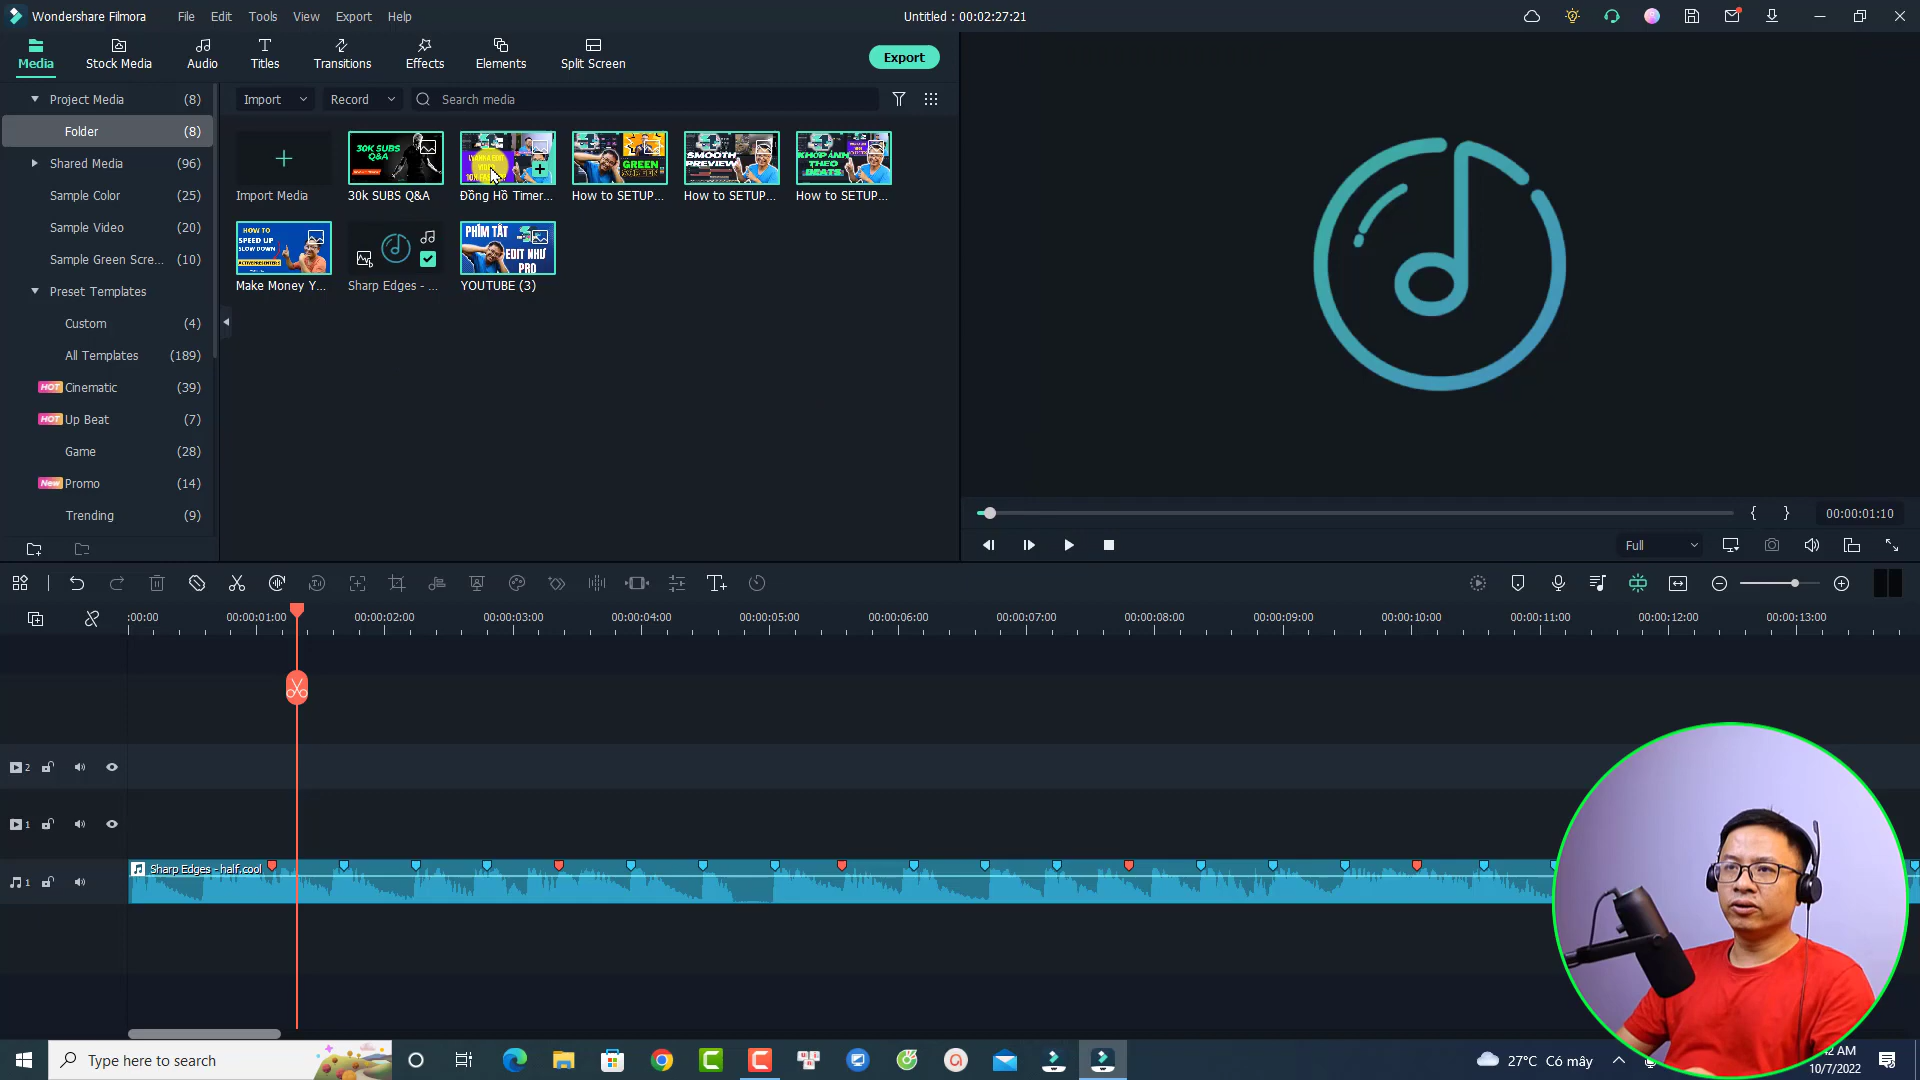 Wondershare Filmora File Edit Tools View Export Help Untitled : 00:02:27:21
Media Stock Media Audio Titles Transitions Effects Elements Split Screen Export
Project Media (8) Import Record Search media
Folder (8)
Shared Media (96)
Sample Color (25)
Sample Video (20)
Sample Green Scre... (10)
Preset Templates
Custom (4)
All Templates (189)
HOT Cinematic (39)
HOT Up Beat (7)
Game (28)
New Promo (14)
Trending (9)
30K SUBS
Q&A
GREEN
SMOOTH
PREVIEW
KHỚP ẢNH
THEO
BEATS
Import Media 30k SUBS Q&A Đồng Hồ Timer... How to SETUP... How to SETUP... How to SETUP...
HOW TO
SPEED UP
SLOW DOWN
ACTIVEPRESENTER
PHÍM TẮT
EDIT NHƯ
PRO
Make Money Y... Sharp Edges - ... YOUTUBE (3)
{ } 00:00:01:10
Full
:00:00 00:00:01:00 00:00:02:00 00:00:03:00 00:00:04:00 00:00:05:00 00:00:06:00 00:00:07:00 00:00:08:00 00:00:09:00 00:00:10:00 00:00:11:00 00:00:12:00 00:00:13:00
2
1
Sharp Edges - half.cool
1
Type here to search 27°C Có mây
10/7/2022